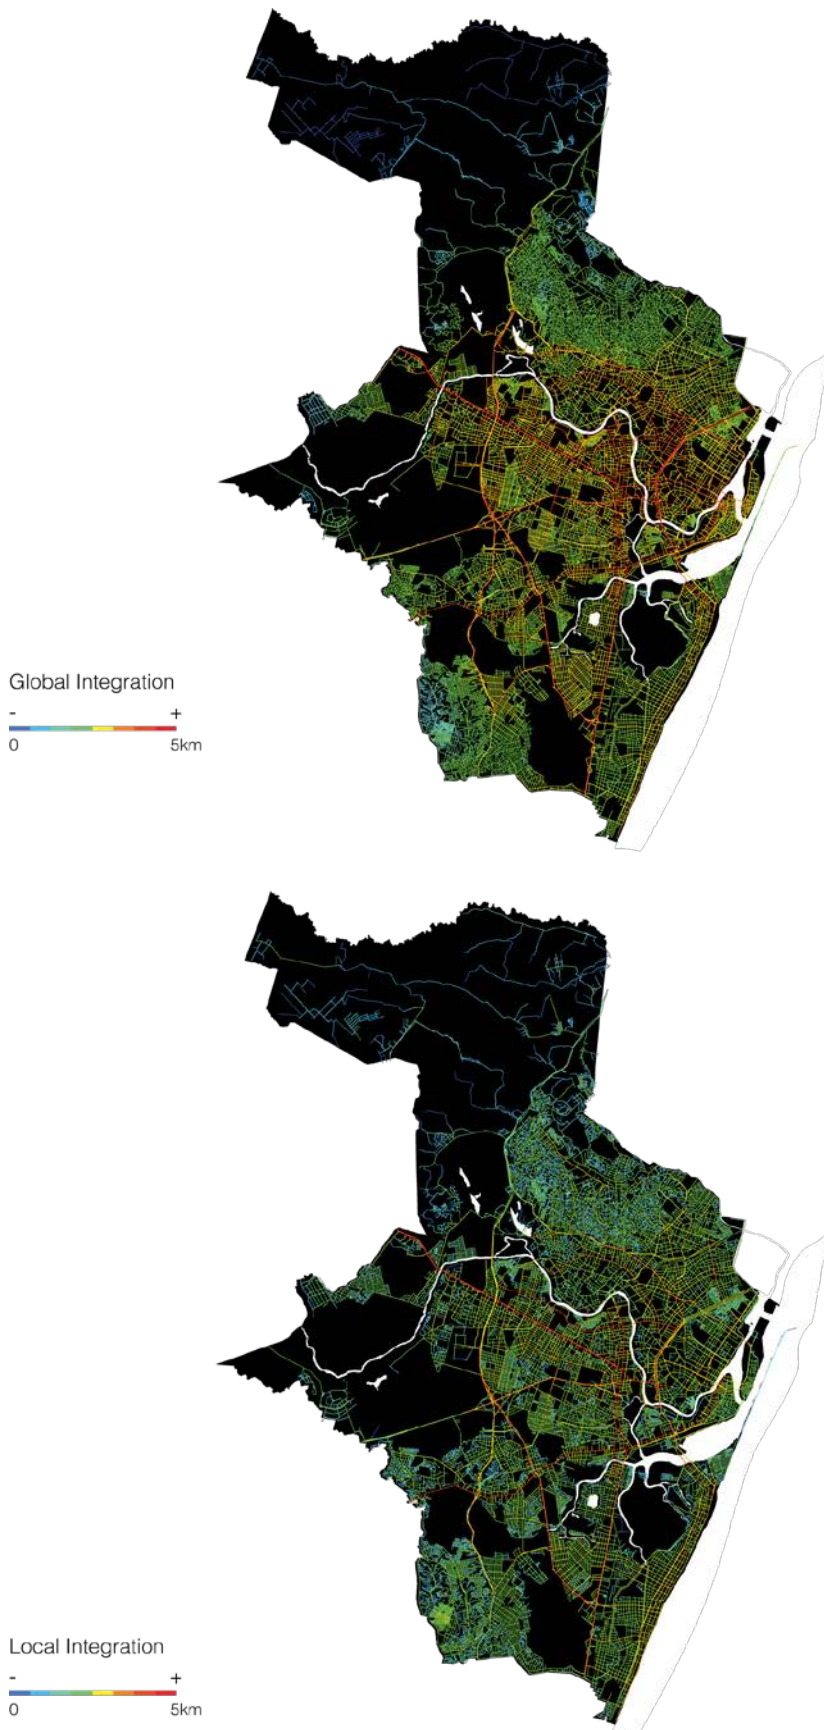 Global Integration
- +
0 5km
Local Integration
- +
0 5km